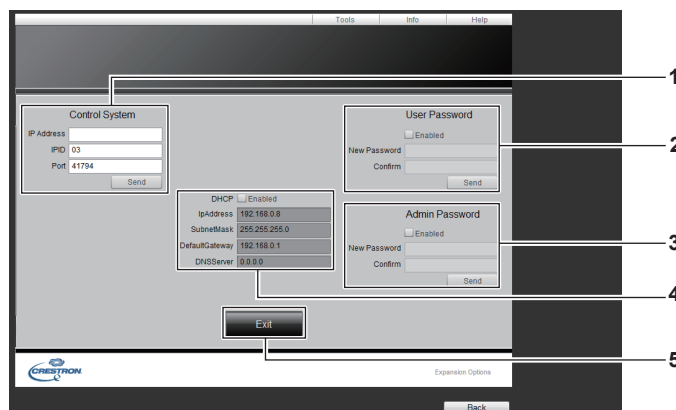 Tools Info Help
1
Control System
IP Address
IPID 03
Port 41794
Send
User Password
Enabled
New Password
Confirm
Send
2
DHCP Enabled
IpAddress 192.168.0.8
SubnetMask 255.255.255.0
DefaultGateway 192.168.0.1
DNSServer 0.0.0.0
Admin Password
Enabled
New Password
Confirm
Send
3
4
Exit
5
CRESTRON
Expansion Options
Back